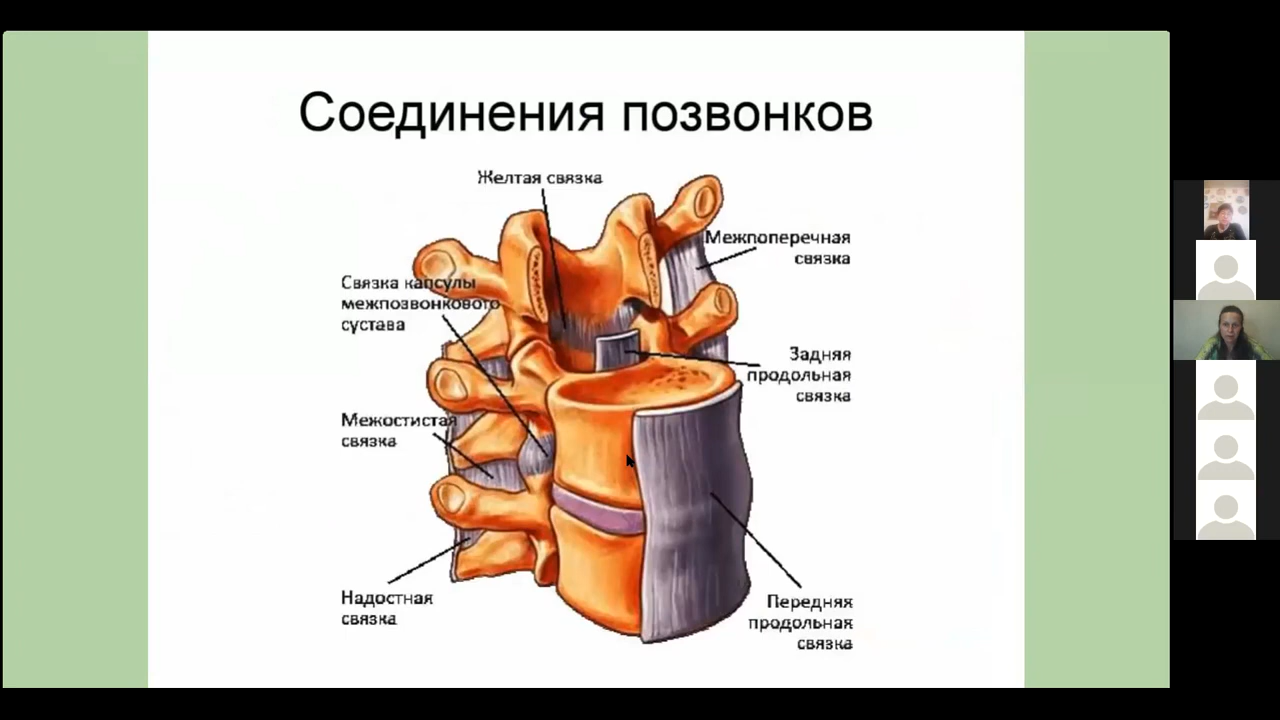 Соединения позвонков
Желтая связка
Межпоперечная
связка
Связка капсулы
межпозвонкового
сустава
Задняя
продольная
связка
Межостистая
связка
Надостная
связка
Передняя
продольная
связка